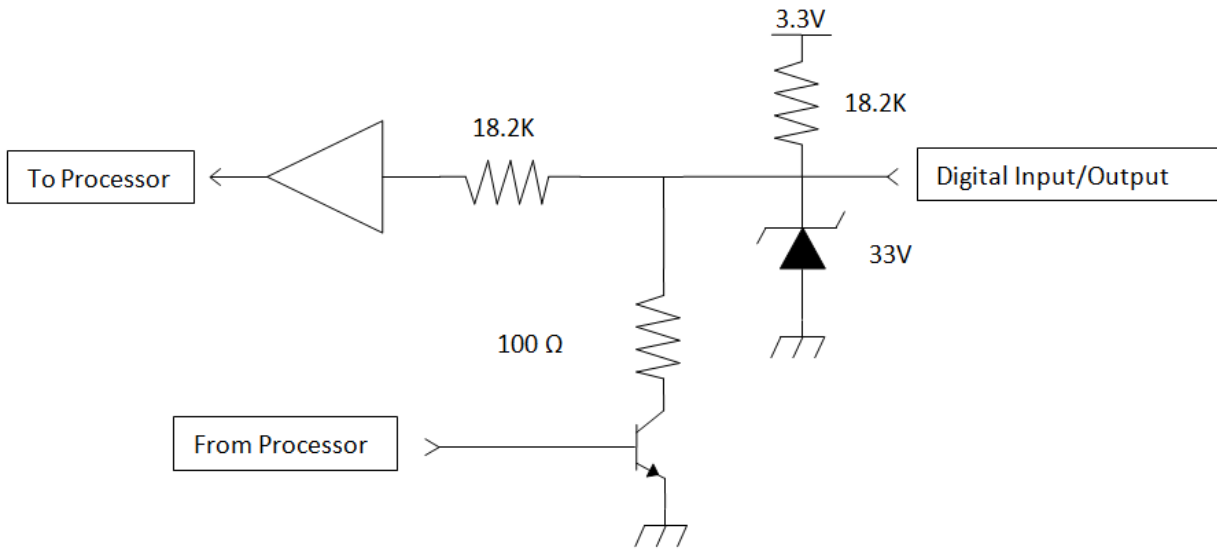 3.3V
18.2K
18.2K
To Processor
Digital Input/Output
33V
100 Ω
From Processor